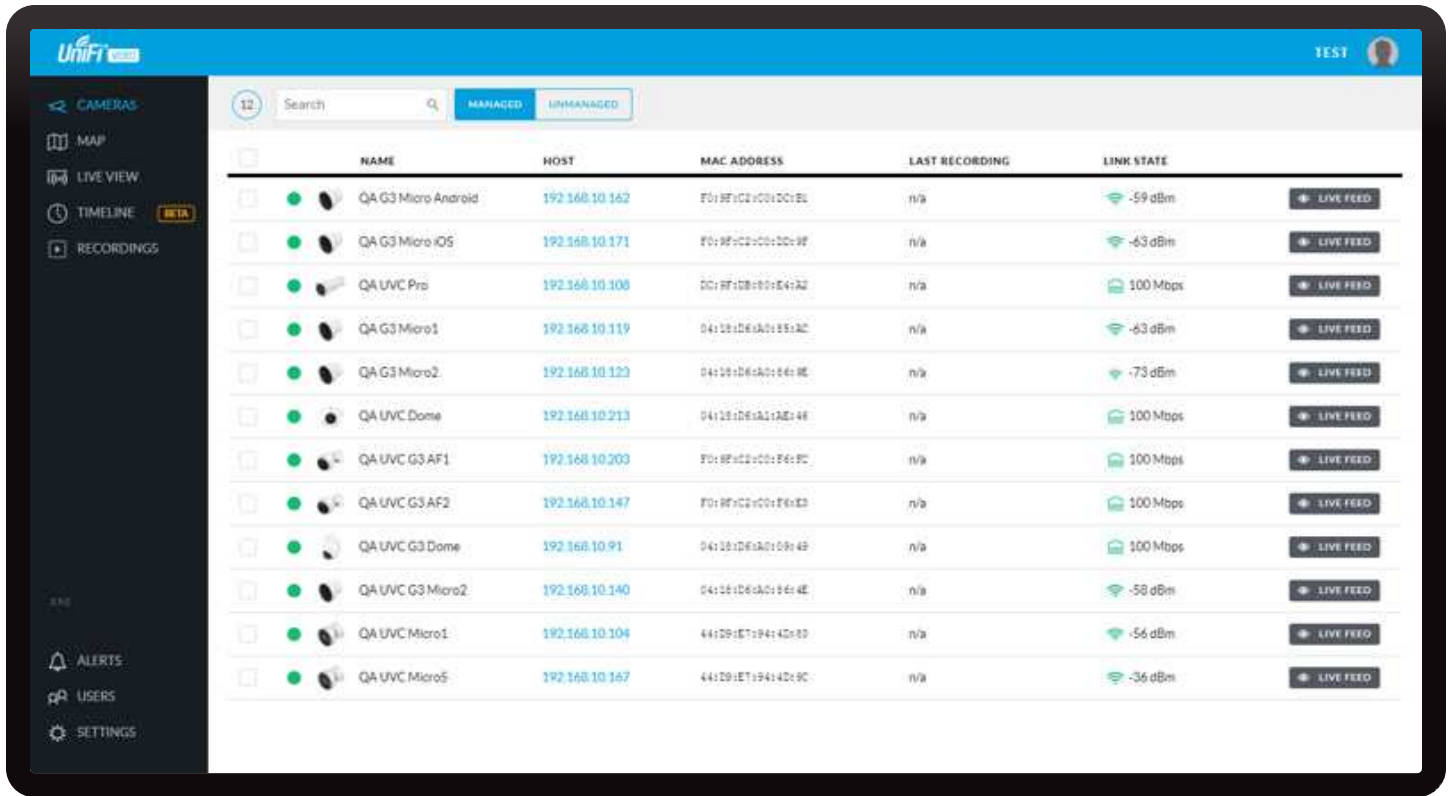 UniFi VIDEO
TEST
CAMERAS
MAP
LIVE VIEW
TIMELINE BETA
RECORDINGS
ALERTS
USERS
SETTINGS
12 Search MANAGED UNMANAGED
NAME HOST MAC ADDRESS LAST RECORDING LINK STATE
QA G3 Micro Android 192.168.10.162 n/a -59 dBm LIVE FEED
QA G3 Micro iOS 192.168.10.171 n/a -63 dBm LIVE FEED
QA UVC Pro 192.168.10.108 n/a 100 Mbps LIVE FEED
QA G3 Micro1 192.168.10.119 n/a -63 dBm LIVE FEED
QA G3 Micro2 192.168.10.123 n/a -73 dBm LIVE FEED
QA UVC Dome 192.168.10.213 n/a 100 Mbps LIVE FEED
QA UVC G3 AF1 192.168.10.203 n/a 100 Mbps LIVE FEED
QA UVC G3 AF2 192.168.10.147 n/a 100 Mbps LIVE FEED
QA UVC G3 Dome 192.168.10.91 n/a 100 Mbps LIVE FEED
QA UVC G3 Micro2 192.168.10.140 n/a -58 dBm LIVE FEED
QA UVC Micro1 192.168.10.104 n/a -56 dBm LIVE FEED
QA UVC Micro5 192.168.10.167 n/a -36 dBm LIVE FEED